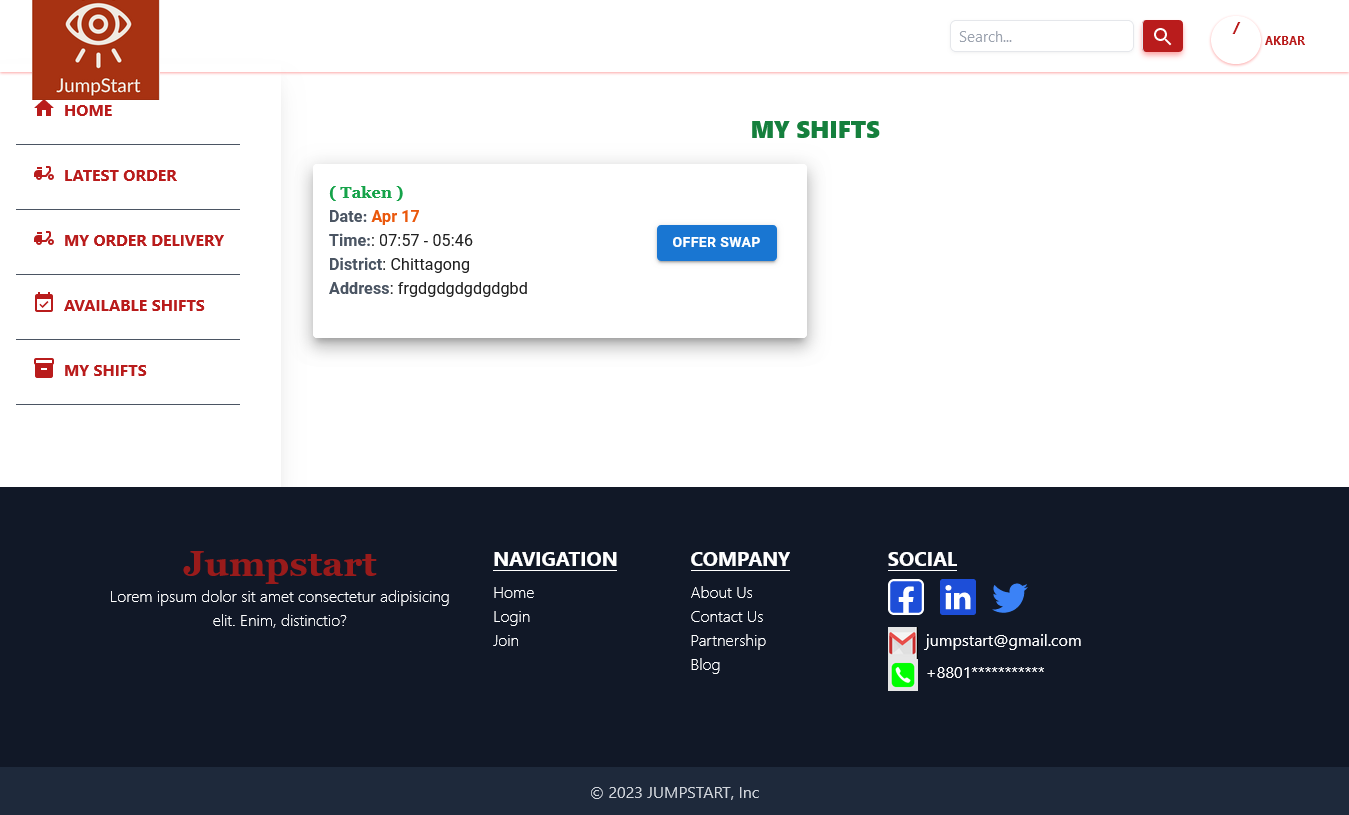 JumpStart
Search...
/
AKBAR
HOME
LATEST ORDER
MY ORDER DELIVERY
AVAILABLE SHIFTS
MY SHIFTS
MY SHIFTS
( Taken )
Date: Apr 17
Time:: 07:57 - 05:46
District: Chittagong
Address: frgdgdgdgdgdgbd
OFFER SWAP
Jumpstart
Lorem ipsum dolor sit amet consectetur adipisicing
elit. Enim, distinctio?
NAVIGATION
Home
Login
Join
COMPANY
About Us
Contact Us
Partnership
Blog
SOCIAL
jumpstart@gmail.com
+8801***********
© 2023 JUMPSTART, Inc